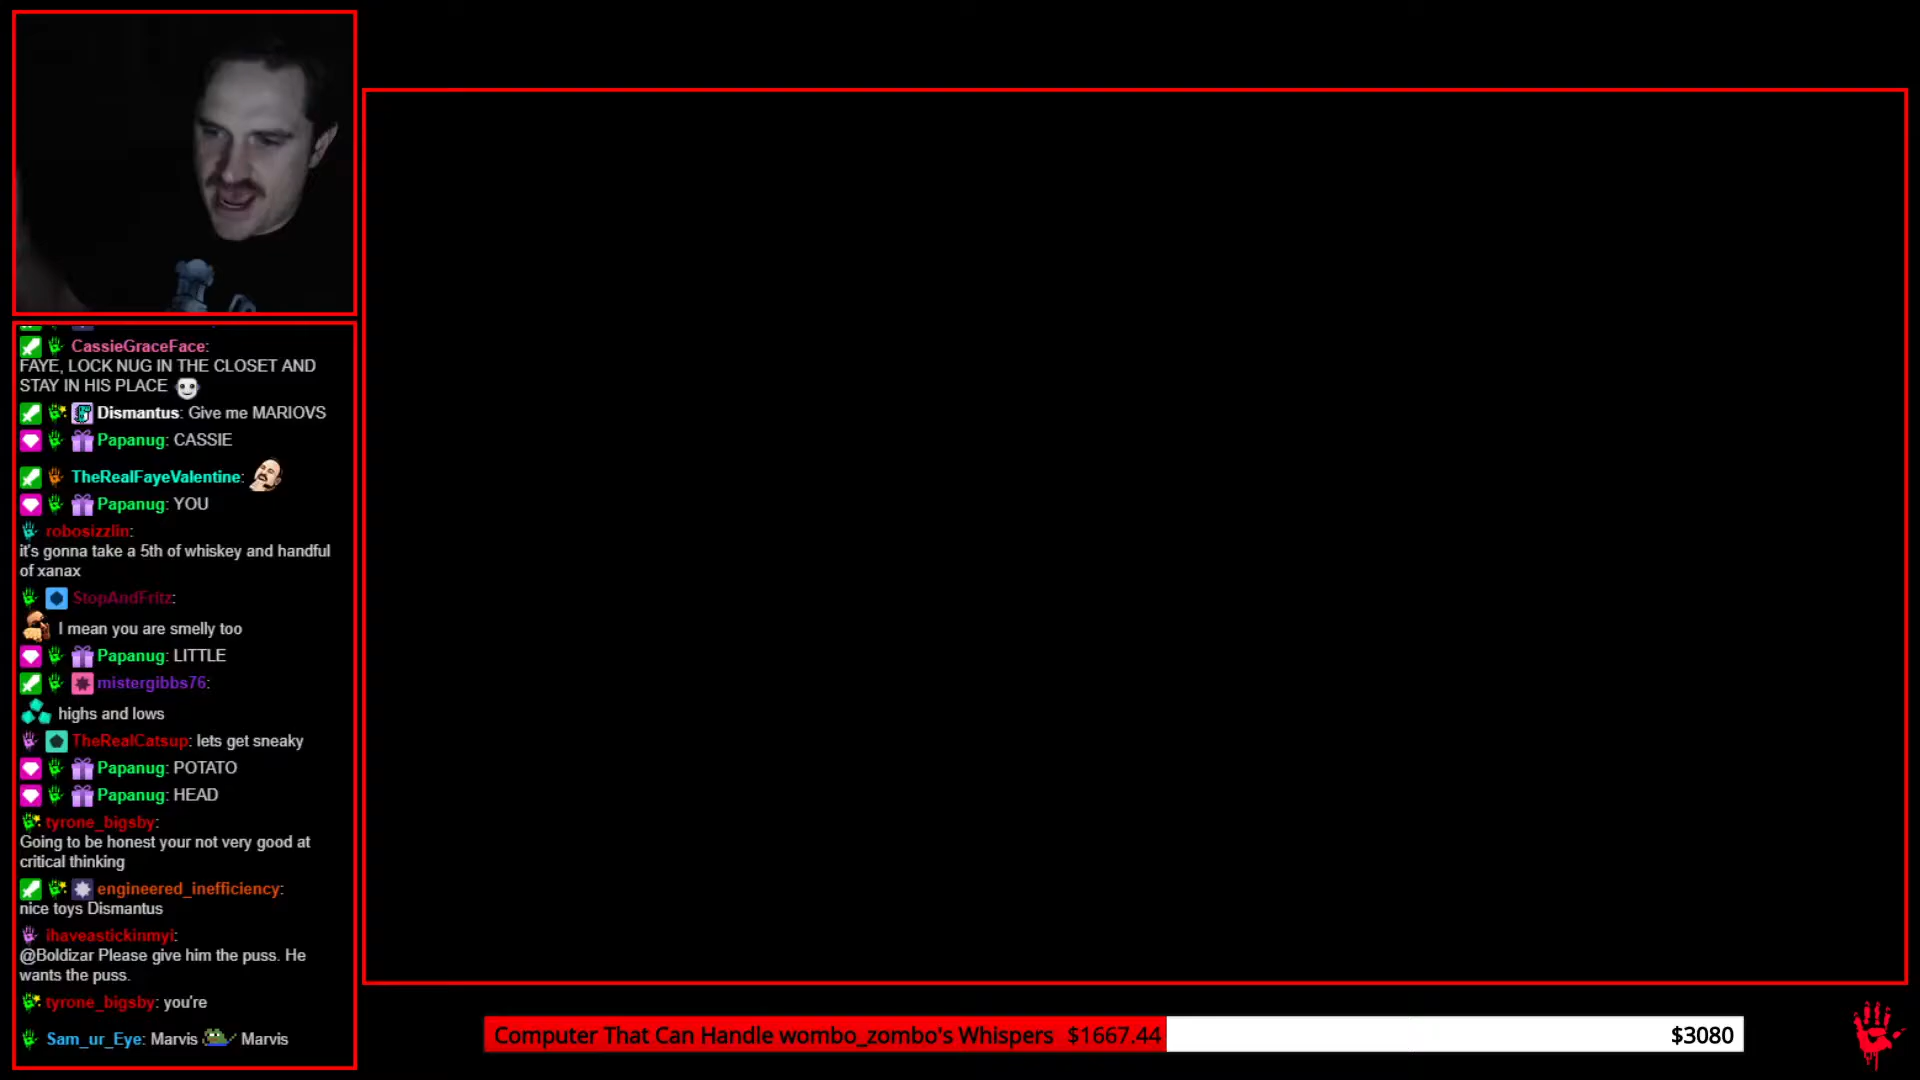 CassieGraceFace:
FAYE, LOCK NUG IN THE CLOSET AND
STAY IN HIS PLACE
Dismantus: Give me MARIOVS
Papanug: CASSIE
TheRealFayeValentine:
Papanug: YOU
robosizzlin:
it's gonna take a 5th of whiskey and handful
of xanax
StopAndFritz:
I mean you are smelly too
Papanug: LITTLE
mistergibbs76:
highs and lows
TheRealCatsup: lets get sneaky
Papanug: POTATO
Papanug: HEAD
tyrone_bigsby:
Going to be honest your not very good at
critical thinking
engineered_inefficiency:
nice toys Dismantus
ihaveastickinmyi:
@Boldizar Please give him the puss. He
wants the puss.
tyrone_bigsby: you're
Sam_ur_Eye: Marvis Marvis
Computer That Can Handle wombo_zombo's Whispers $1667.44 $3080